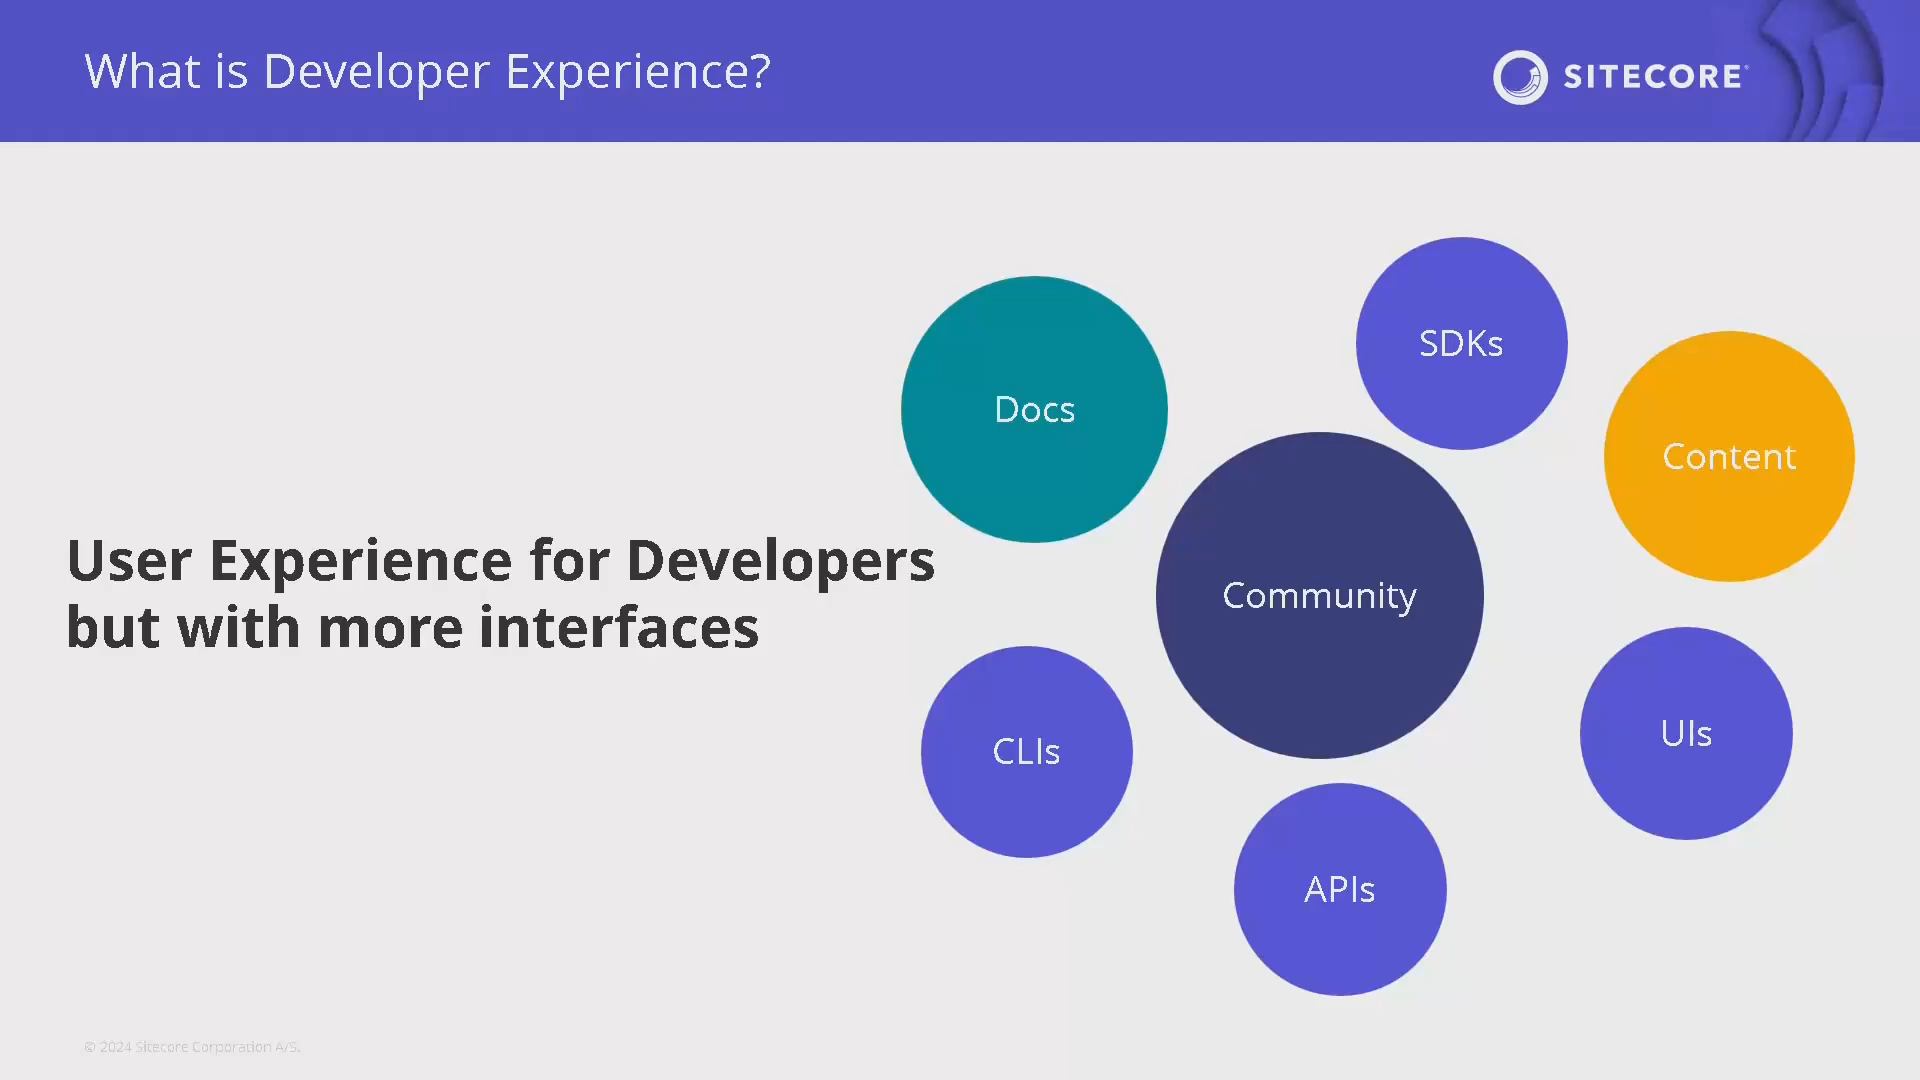 What is Developer Experience?
SITECORE
SDKs
Docs
Content
User Experience for Developers
but with more interfaces
Community
CLIs
UIs
APIs
© 2024 Sitecore Corporation A/S.